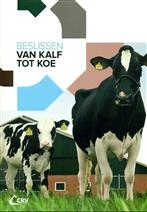 BESLISSEN
VAN KALF
TOT KOE
CRV